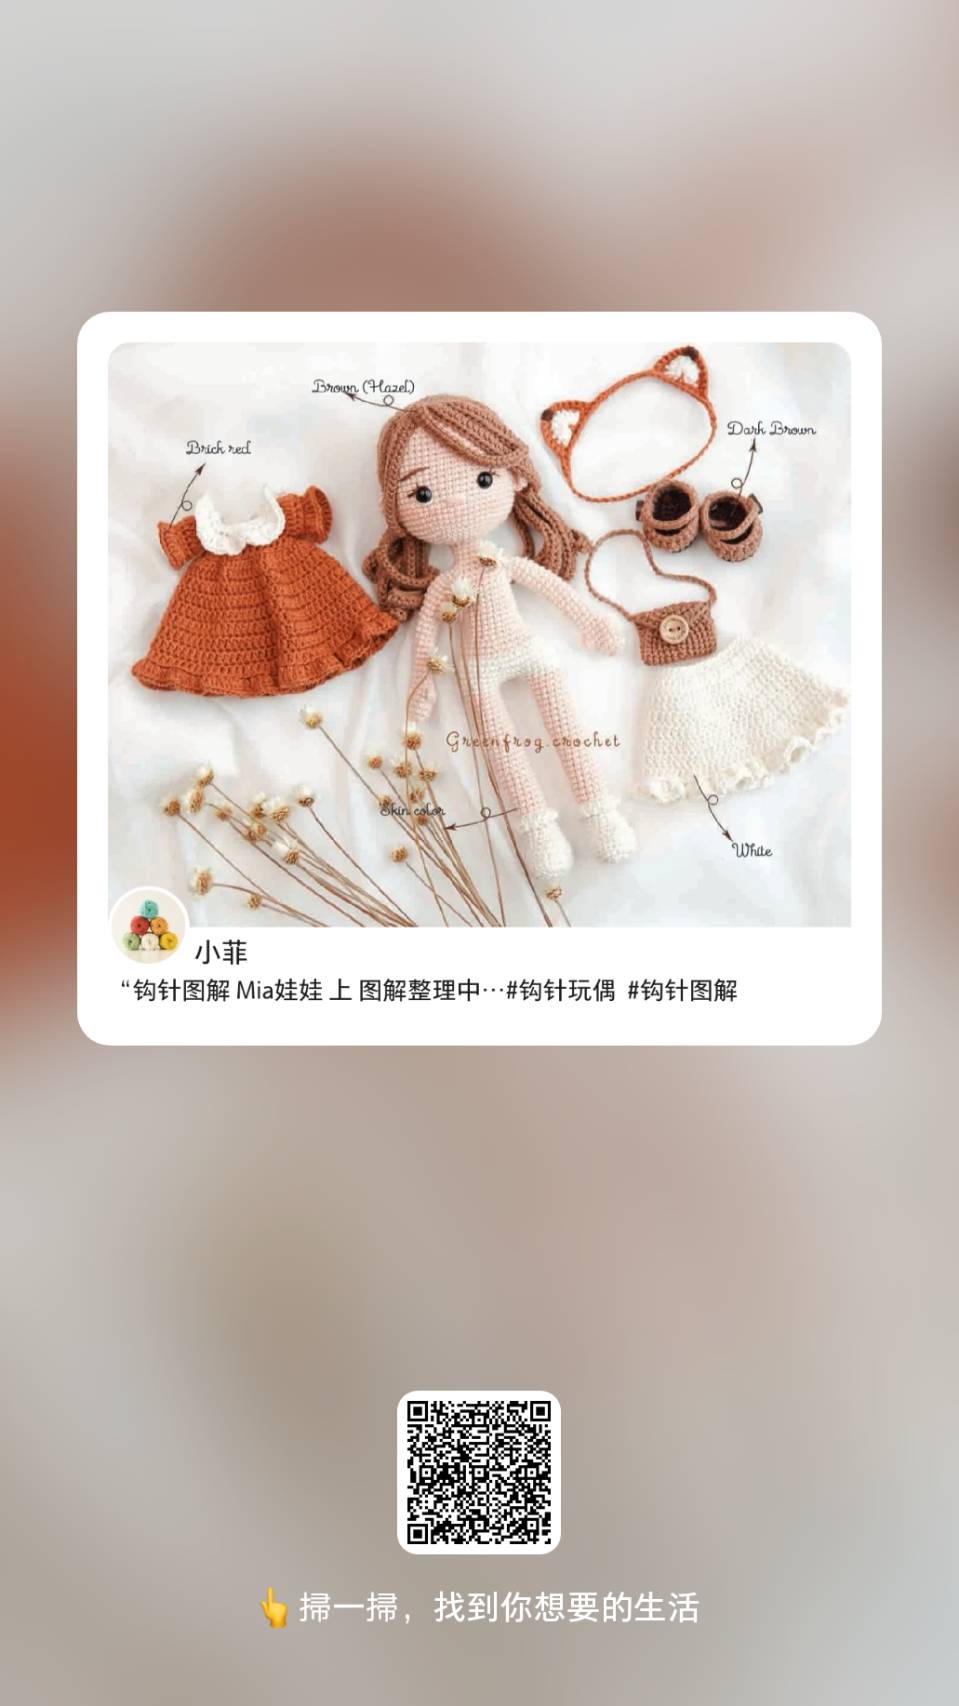 Brown (Hazel)
Brick red
Dark Brown
Greenfrog.crochet
Skin color
White
小菲
“钩针图解 Mia娃娃 上 图解整理中…#钩针玩偶 #钩针图解
👆掃一掃，找到你想要的生活